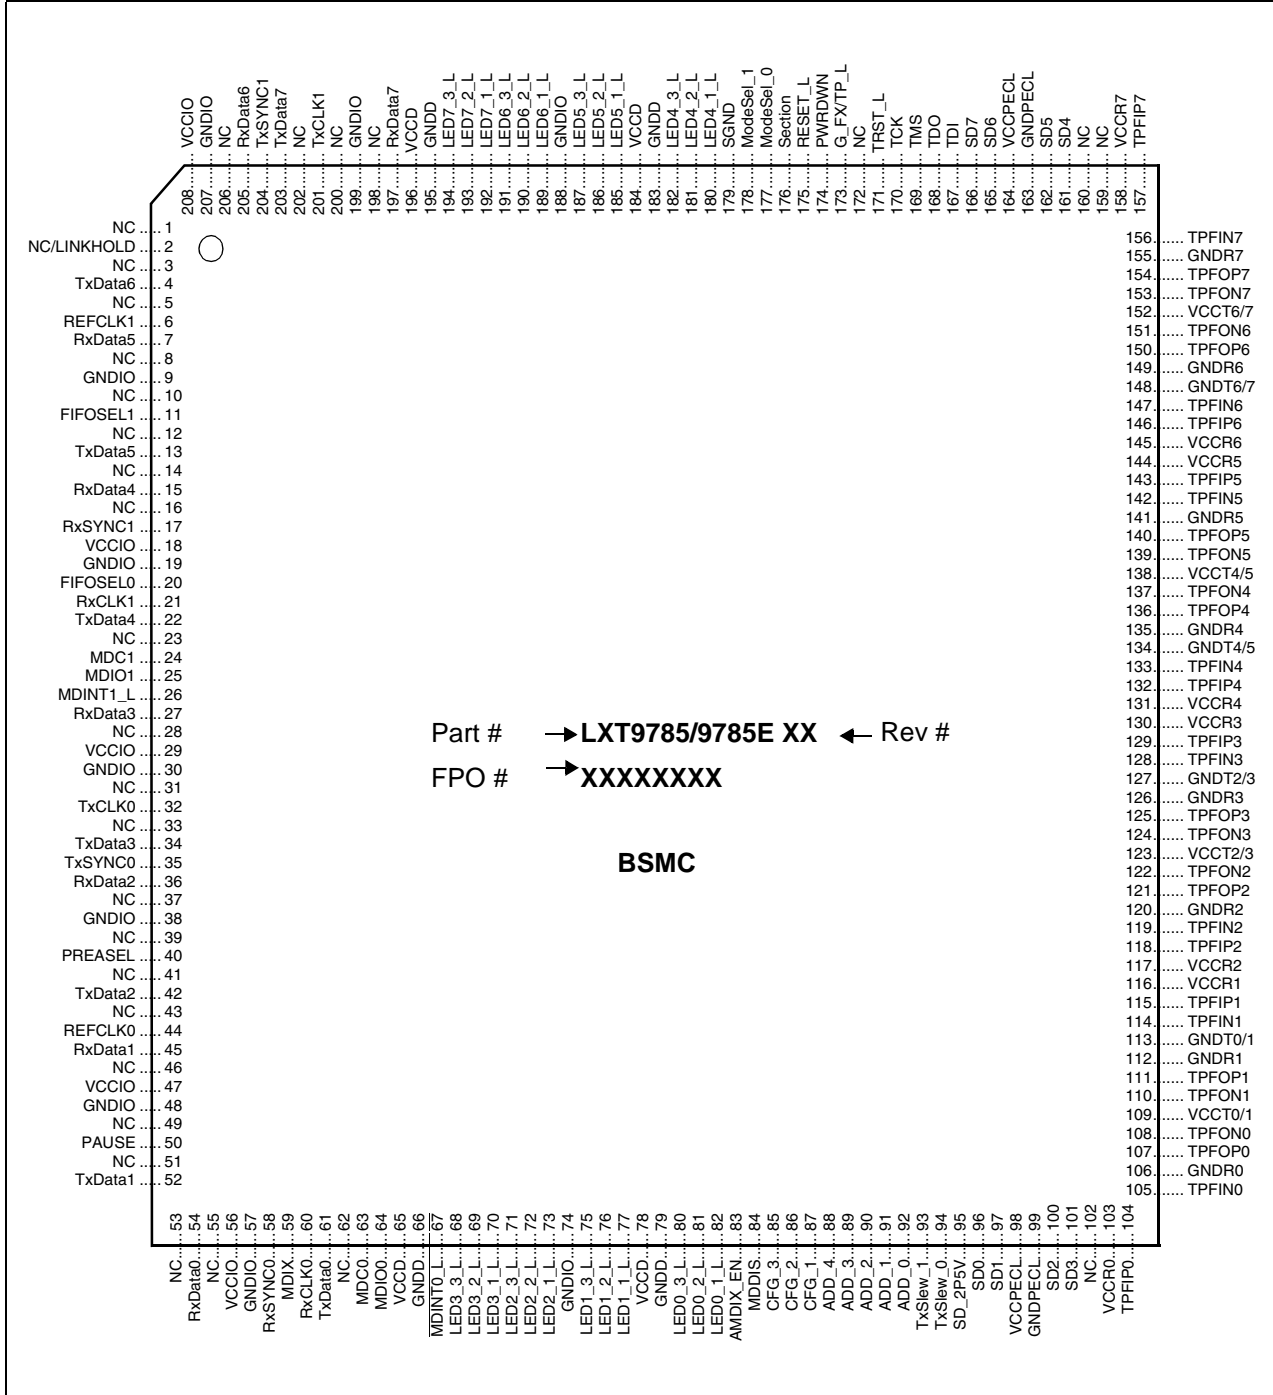 208 VCCIO
207 GNDIO
206 NC
205 RxData6
204 TxSYNC1
203 TxData7
202 NC
201 TxCLK1
200 NC
199 GNDIO
198 NC
197 RxData7
196 VCCD
195 GNDD
194 LED7_3_L
193 LED7_2_L
192 LED7_1_L
191 LED6_3_L
190 LED6_2_L
189 LED6_1_L
188 GNDIO
187 LED5_3_L
186 LED5_2_L
185 LED5_1_L
184 VCCD
183 GNDD
182 LED4_3_L
181 LED4_2_L
180 LED4_1_L
179 SGND
178 ModeSel_1
177 ModeSel_0
176 Section
175 RESET_L
174 PWRDWN
173 G_FX/TP_L
172 NC
171 TRST_L
170 TCK
169 TMS
168 TDO
167 TDI
166 SD7
165 SD6
164 VCCPECL
163 GNDPECL
162 SD5
161 SD4
160 NC
159 NC
158 VCCR7
157 TPFIP7
NC ..... 1
NC/LINKHOLD ..... 2
NC ..... 3
TxData6 ..... 4
NC ..... 5
REFCLK1 ..... 6
RxData5 ..... 7
NC ..... 8
GNDIO ..... 9
NC ..... 10
FIFOSEL1 ..... 11
NC ..... 12
TxData5 ..... 13
NC ..... 14
RxData4 ..... 15
NC ..... 16
RxSYNC1 ..... 17
VCCIO ..... 18
GNDIO ..... 19
FIFOSEL0 ..... 20
RxCLK1 ..... 21
TxData4 ..... 22
NC ..... 23
MDC1 ..... 24
MDIO1 ..... 25
MDINT1_L ..... 26
RxData3 ..... 27
NC ..... 28
VCCIO ..... 29
GNDIO ..... 30
NC ..... 31
TxCLK0 ..... 32
NC ..... 33
TxData3 ..... 34
TxSYNC0 ..... 35
RxData2 ..... 36
NC ..... 37
GNDIO ..... 38
NC ..... 39
PREASEL ..... 40
NC ..... 41
TxData2 ..... 42
NC ..... 43
REFCLK0 ..... 44
RxData1 ..... 45
NC ..... 46
VCCIO ..... 47
GNDIO ..... 48
NC ..... 49
PAUSE ..... 50
NC ..... 51
TxData1 ..... 52
Part # LXT9785/9785E XX Rev #
FPO # XXXXXXXX
BSMC
156 ....... TPFIN7
155 ....... GNDR7
154 ....... TPFOP7
153 ....... TPFON7
152 ....... VCCT6/7
151 ....... TPFON6
150 ....... TPFOP6
149 ....... GNDR6
148 ....... GNDT6/7
147 ....... TPFIN6
146 ....... TPFIP6
145 ....... VCCR6
144 ....... VCCR5
143 ....... TPFIP5
142 ....... TPFIN5
141 ....... GNDR5
140 ....... TPFOP5
139 ....... TPFON5
138 ....... VCCT4/5
137 ....... TPFON4
136 ....... TPFOP4
135 ....... GNDR4
134 ....... GNDT4/5
133 ....... TPFIN4
132 ....... TPFIP4
131 ....... VCCR4
130 ....... VCCR3
129 ....... TPFIP3
128 ....... TPFIN3
127 ....... GNDT2/3
126 ....... GNDR3
125 ....... TPFOP3
124 ....... TPFON3
123 ....... VCCT2/3
122 ....... TPFON2
121 ....... TPFOP2
120 ....... GNDR2
119 ....... TPFIN2
118 ....... TPFIP2
117 ....... VCCR2
116 ....... VCCR1
115 ....... TPFIP1
114 ....... TPFIN1
113 ....... GNDT0/1
112 ....... GNDR1
111 ....... TPFOP1
110 ....... TPFON1
109 ....... VCCT0/1
108 ....... TPFON0
107 ....... TPFOP0
106 ....... GNDR0
105 ....... TPFIN0
NC 53
RxData0 54
NC 55
VCCIO 56
GNDIO 57
RxSYNC0 58
MDIX 59
RxCLK0 60
TxData0 61
NC 62
MDC0 63
MDIO0 64
VCCD 65
GNDD 66
MDINT0_L 67
LED3_3_L 68
LED3_2_L 69
LED3_1_L 70
LED2_3_L 71
LED2_2_L 72
LED2_1_L 73
GNDIO 74
LED1_3_L 75
LED1_2_L 76
LED1_1_L 77
VCCD 78
GNDD 79
LED0_3_L 80
LED0_2_L 81
LED0_1_L 82
AMDIX_EN 83
MDDIS 84
CFG_3 85
CFG_2 86
CFG_1 87
ADD_4 88
ADD_3 89
ADD_2 90
ADD_1 91
ADD_0 92
TxSlew_1 93
TxSlew_0 94
SD_2P5V 95
SD0 96
SD1 97
VCCPECL 98
GNDPECL 99
SD2 100
SD3 101
NC 102
VCCR0 103
TPFIP0 104